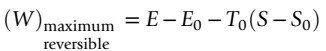 (W)maximum reversible = E − E₀ − T₀(S − S₀)